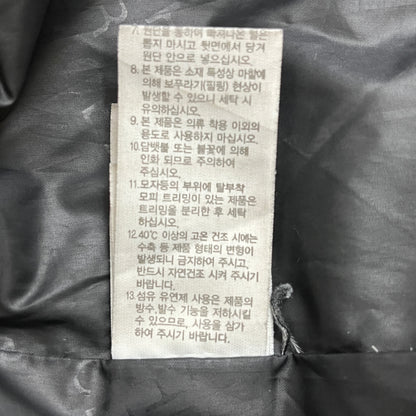 7. 원단을 통하여 빠져나온 털은
뽑지 마시고 뒷면에서 당겨
원단 안으로 넣으십시오.
8. 본 제품은 소재 특성상 마찰에
의해 보푸라기(필링) 현상이
발생할 수 있으니 세탁 시
유의하십시오.
9. 본 제품은 의류 착용 이외의
용도로 사용하지 마십시오.
10. 담뱃불 또는 불꽃에 의해
인화 되므로 주의하여
주십시오.
11. 모자등의 부위에 탈부착
모피 트리밍이 있는 제품은
트리밍을 분리한 후 세탁
하십시오.
12. 40℃ 이상의 고온 건조 시에는
수축 등 제품 형태의 변형이
발생되니 금지하여 주시고,
반드시 자연건조 시켜 주시기
바랍니다.
13. 섬유 유연제 사용은 제품의
방수,발수 기능을 저하시킬
수 있으므로, 사용을 삼가
하여 주시기 바랍니다.